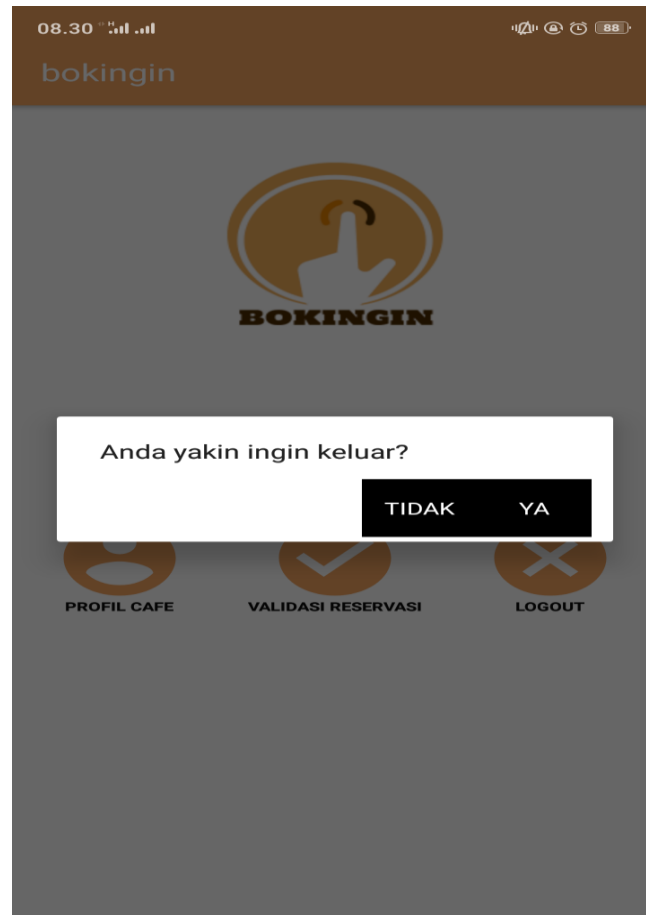 08.30 H
88
bokingin
BOKINGIN
Anda yakin ingin keluar?
TIDAK YA
PROFIL CAFE VALIDASI RESERVASI LOGOUT